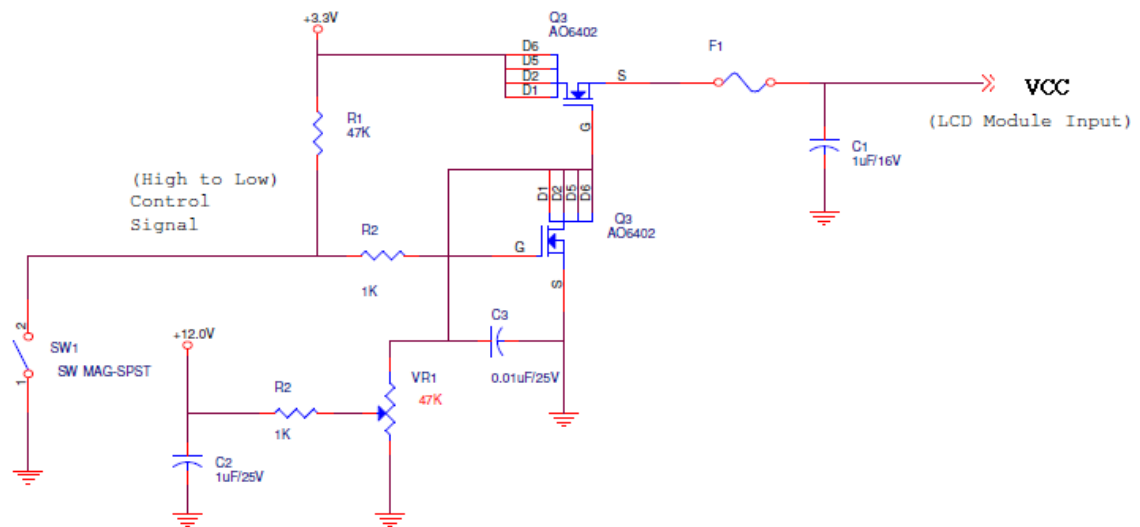 +3.3V
Q3
AO6402
D6
D5
D2
D1
S
G
F1
VCC
(LCD Module Input)
C1
1uF/16V
R1
47K
(High to Low)
Control
Signal
D1
D2
D5
D6
Q3
AO6402
R2
G
1K
S
2
SW1
SW MAG-SPST
1
+12.0V
C3
0.01uF/25V
R2
1K
VR1
47K
C2
1uF/25V